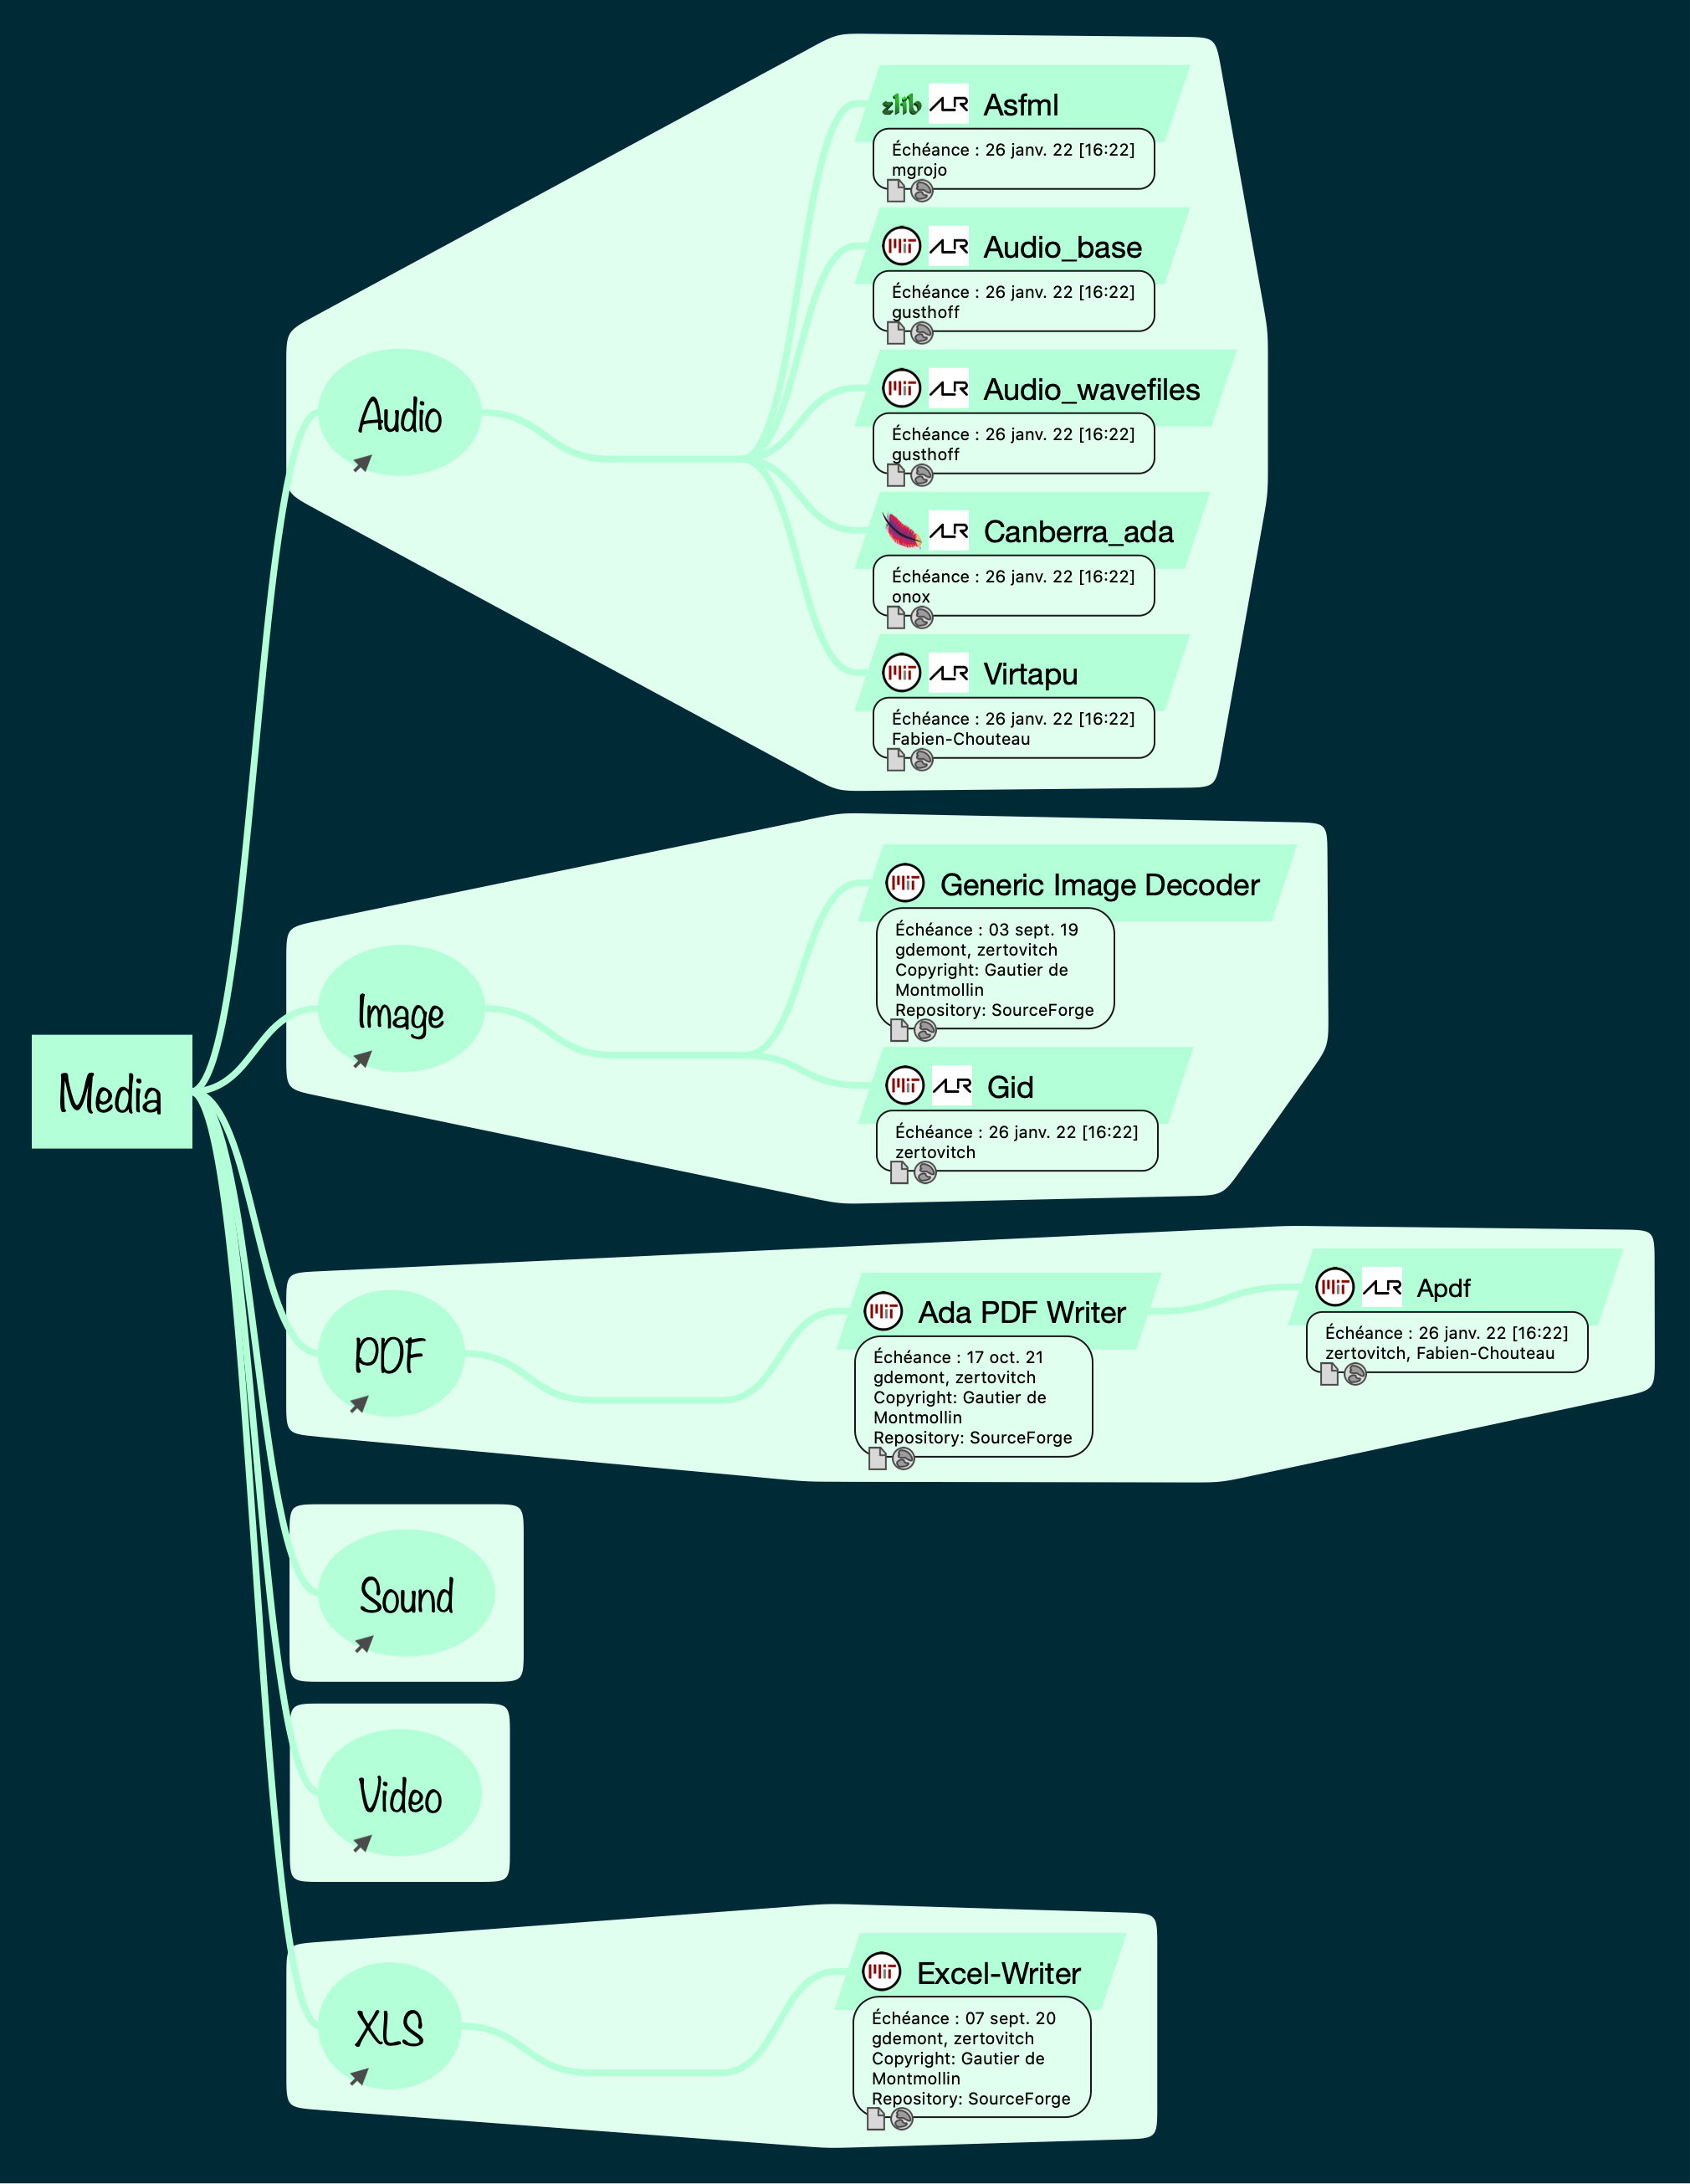 Media
Audio
zlib ALR Asfml
Échéance : 26 janv. 22 [16:22]
mgrojo
MIT ALR Audio_base
Échéance : 26 janv. 22 [16:22]
gusthoff
MIT ALR Audio_wavefiles
Échéance : 26 janv. 22 [16:22]
gusthoff
ALR Canberra_ada
Échéance : 26 janv. 22 [16:22]
onox
MIT ALR Virtapu
Échéance : 26 janv. 22 [16:22]
Fabien-Chouteau
Image
MIT Generic Image Decoder
Échéance : 03 sept. 19
gdemont, zertovitch
Copyright: Gautier de
Montmollin
Repository: SourceForge
MIT ALR Gid
Échéance : 26 janv. 22 [16:22]
zertovitch
PDF
MIT Ada PDF Writer
Échéance : 17 oct. 21
gdemont, zertovitch
Copyright: Gautier de
Montmollin
Repository: SourceForge
MIT ALR Apdf
Échéance : 26 janv. 22 [16:22]
zertovitch, Fabien-Chouteau
Sound
Video
XLS
MIT Excel-Writer
Échéance : 07 sept. 20
gdemont, zertovitch
Copyright: Gautier de
Montmollin
Repository: SourceForge